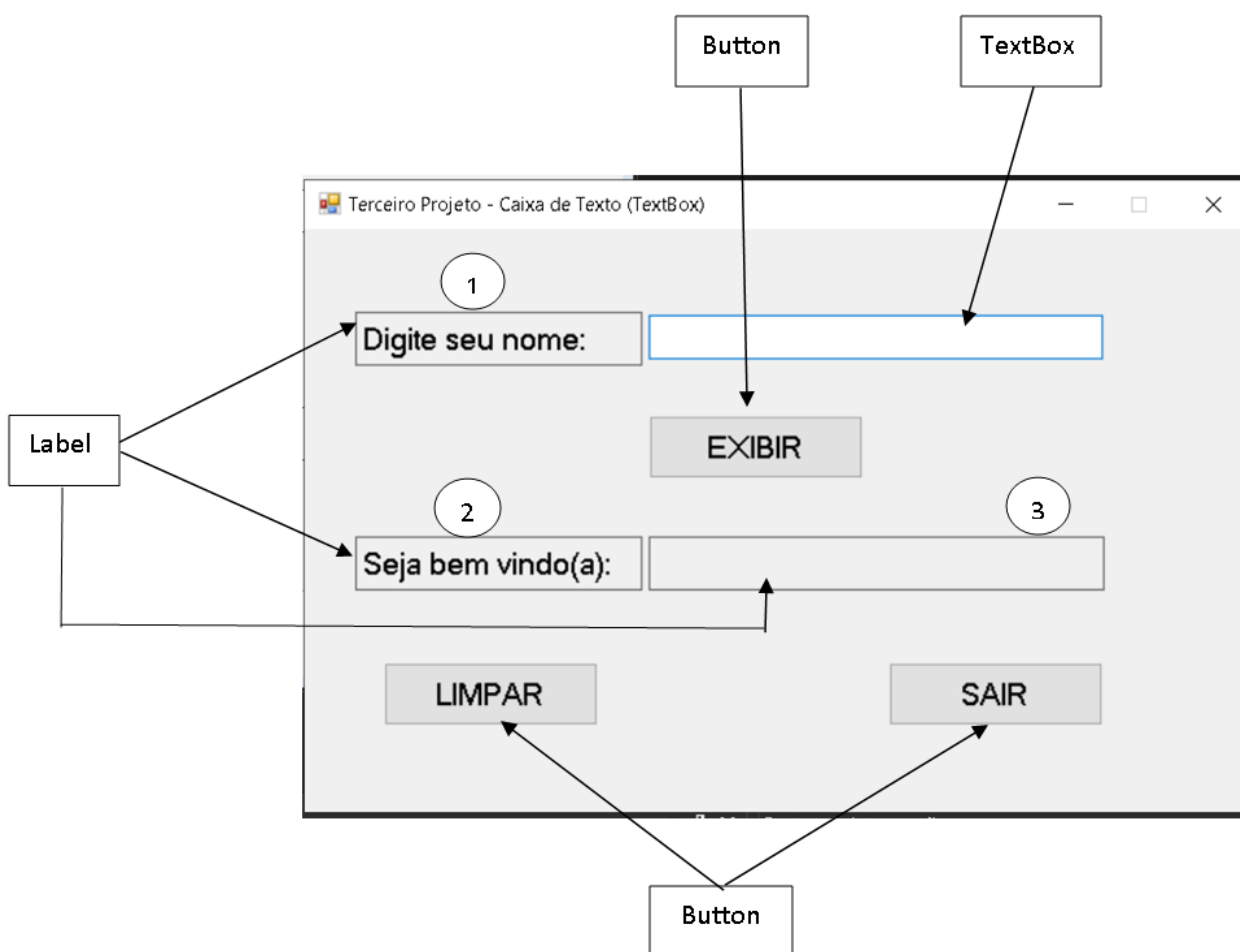 Button
TextBox
Terceiro Projeto - Caixa de Texto (TextBox)
1
Digite seu nome:
Label
EXIBIR
2
3
Seja bem vindo(a):
LIMPAR
SAIR
Button